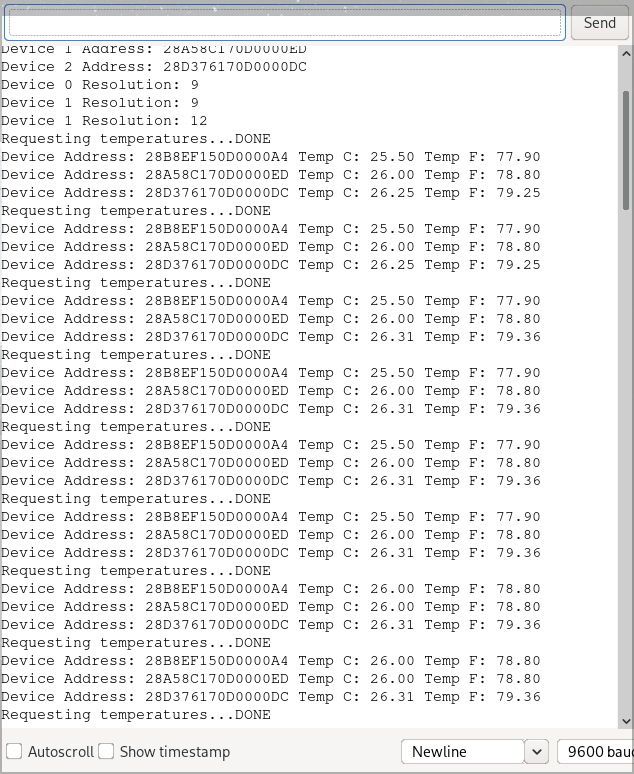 Send
Device 1 Address: 28A58C170D0000ED
Device 2 Address: 28D376170D0000DC
Device 0 Resolution: 9
Device 1 Resolution: 9
Device 1 Resolution: 12
Requesting temperatures...DONE
Device Address: 28B8EF150D0000A4 Temp C: 25.50 Temp F: 77.90
Device Address: 28A58C170D0000ED Temp C: 26.00 Temp F: 78.80
Device Address: 28D376170D0000DC Temp C: 26.25 Temp F: 79.25
Requesting temperatures...DONE
Device Address: 28B8EF150D0000A4 Temp C: 25.50 Temp F: 77.90
Device Address: 28A58C170D0000ED Temp C: 26.00 Temp F: 78.80
Device Address: 28D376170D0000DC Temp C: 26.25 Temp F: 79.25
Requesting temperatures...DONE
Device Address: 28B8EF150D0000A4 Temp C: 25.50 Temp F: 77.90
Device Address: 28A58C170D0000ED Temp C: 26.00 Temp F: 78.80
Device Address: 28D376170D0000DC Temp C: 26.31 Temp F: 79.36
Requesting temperatures...DONE
Device Address: 28B8EF150D0000A4 Temp C: 25.50 Temp F: 77.90
Device Address: 28A58C170D0000ED Temp C: 26.00 Temp F: 78.80
Device Address: 28D376170D0000DC Temp C: 26.31 Temp F: 79.36
Requesting temperatures...DONE
Device Address: 28B8EF150D0000A4 Temp C: 25.50 Temp F: 77.90
Device Address: 28A58C170D0000ED Temp C: 26.00 Temp F: 78.80
Device Address: 28D376170D0000DC Temp C: 26.31 Temp F: 79.36
Requesting temperatures...DONE
Device Address: 28B8EF150D0000A4 Temp C: 25.50 Temp F: 77.90
Device Address: 28A58C170D0000ED Temp C: 26.00 Temp F: 78.80
Device Address: 28D376170D0000DC Temp C: 26.31 Temp F: 79.36
Requesting temperatures...DONE
Device Address: 28B8EF150D0000A4 Temp C: 26.00 Temp F: 78.80
Device Address: 28A58C170D0000ED Temp C: 26.00 Temp F: 78.80
Device Address: 28D376170D0000DC Temp C: 26.31 Temp F: 79.36
Requesting temperatures...DONE
Device Address: 28B8EF150D0000A4 Temp C: 26.00 Temp F: 78.80
Device Address: 28A58C170D0000ED Temp C: 26.00 Temp F: 78.80
Device Address: 28D376170D0000DC Temp C: 26.31 Temp F: 79.36
Requesting temperatures...DONE
Autoscroll Show timestamp Newline 9600 bau